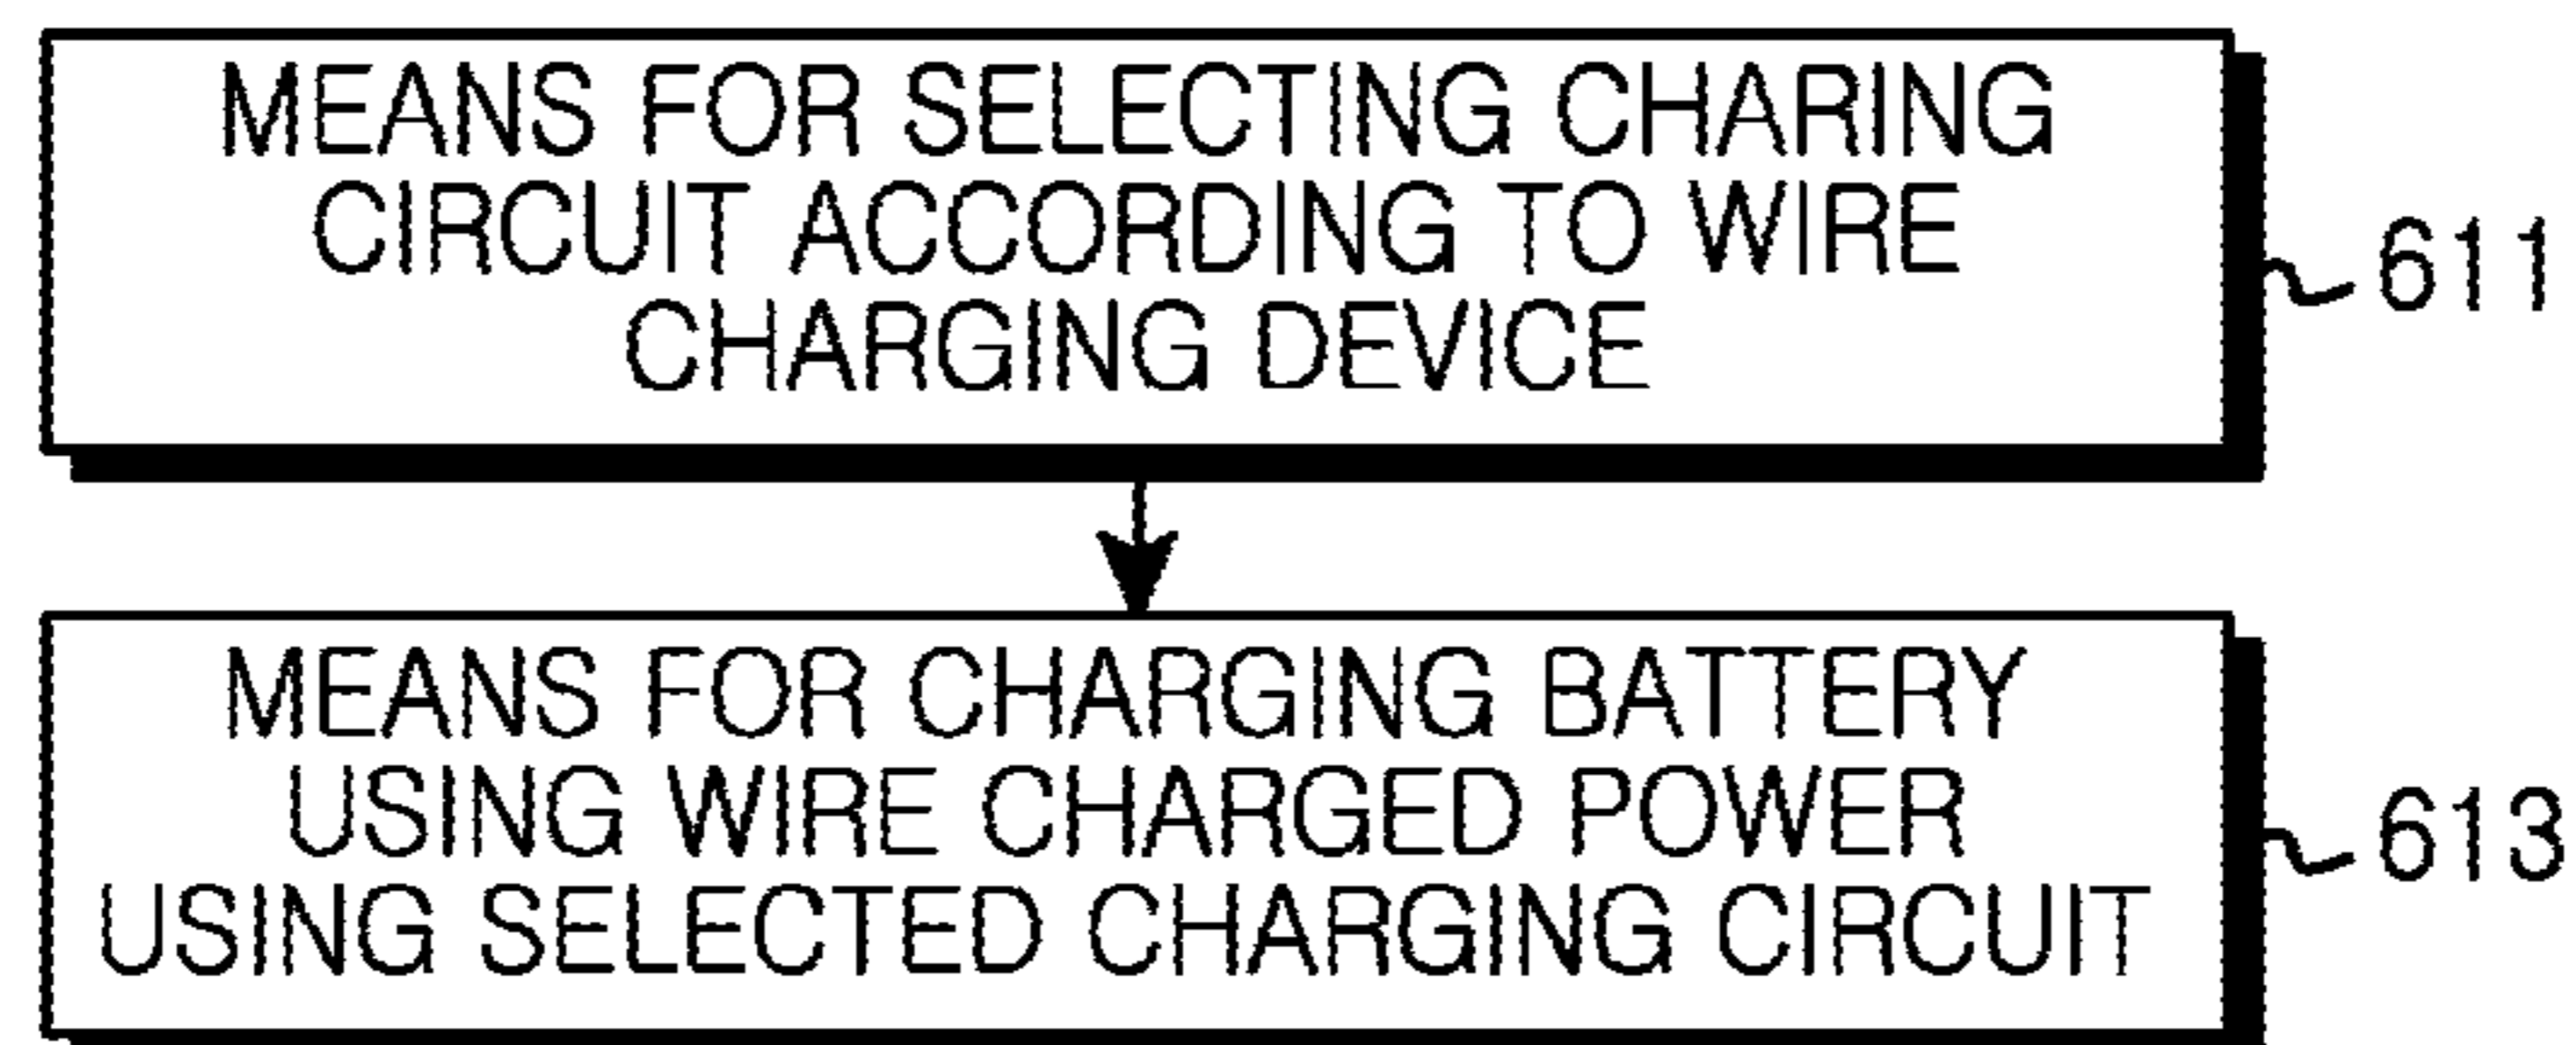 MEANS FOR SELECTING CHARING
CIRCUIT ACCORDING TO WIRE
CHARGING DEVICE
611
MEANS FOR CHARGING BATTERY
USING WIRE CHARGED POWER
USING SELECTED CHARGING CIRCUIT
613